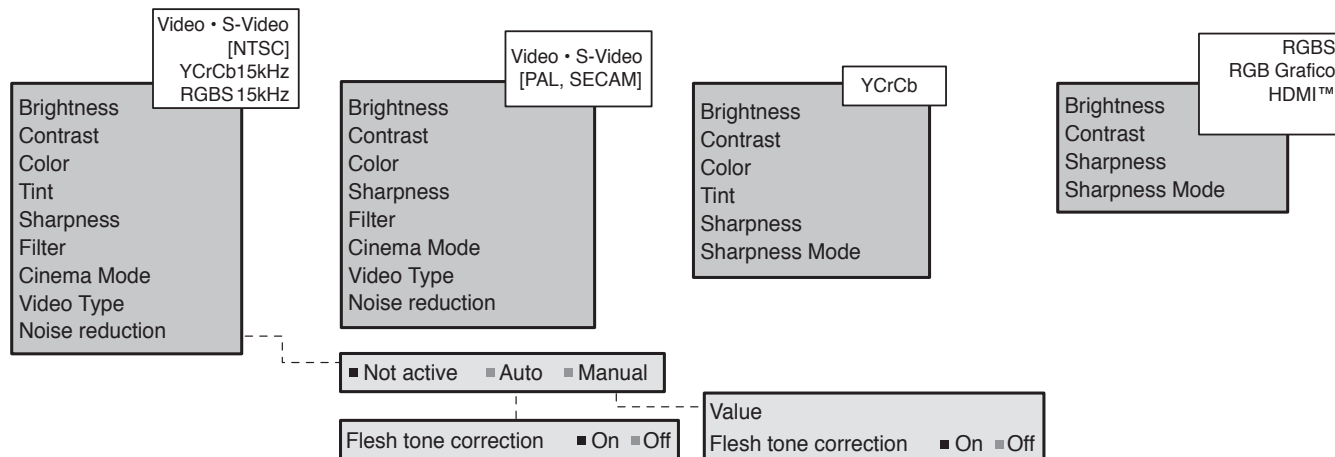 Video • S-Video
[NTSC]
YCrCb15kHz
RGBS15kHz
Brightness
Contrast
Color
Tint
Sharpness
Filter
Cinema Mode
Video Type
Noise reduction
Video • S-Video
[PAL, SECAM]
Brightness
Contrast
Color
Sharpness
Filter
Cinema Mode
Video Type
Noise reduction
YCrCb
Brightness
Contrast
Color
Tint
Sharpness
Sharpness Mode
RGBS
RGB Grafico
HDMI™
Brightness
Contrast
Sharpness
Sharpness Mode
Not active Auto Manual
Flesh tone correction On Off
Value
Flesh tone correction On Off